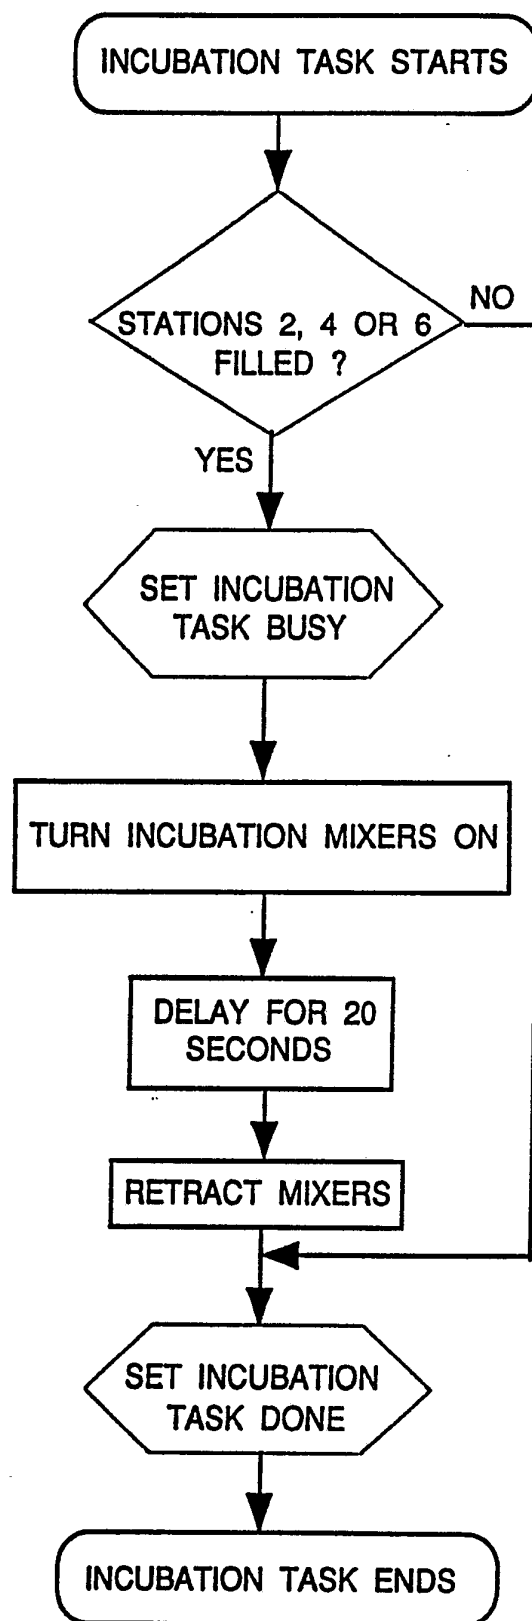 INCUBATION TASK STARTS
STATIONS 2, 4 OR 6
FILLED ?
NO
YES
SET INCUBATION
TASK BUSY
TURN INCUBATION MIXERS ON
DELAY FOR 20
SECONDS
RETRACT MIXERS
SET INCUBATION
TASK DONE
INCUBATION TASK ENDS